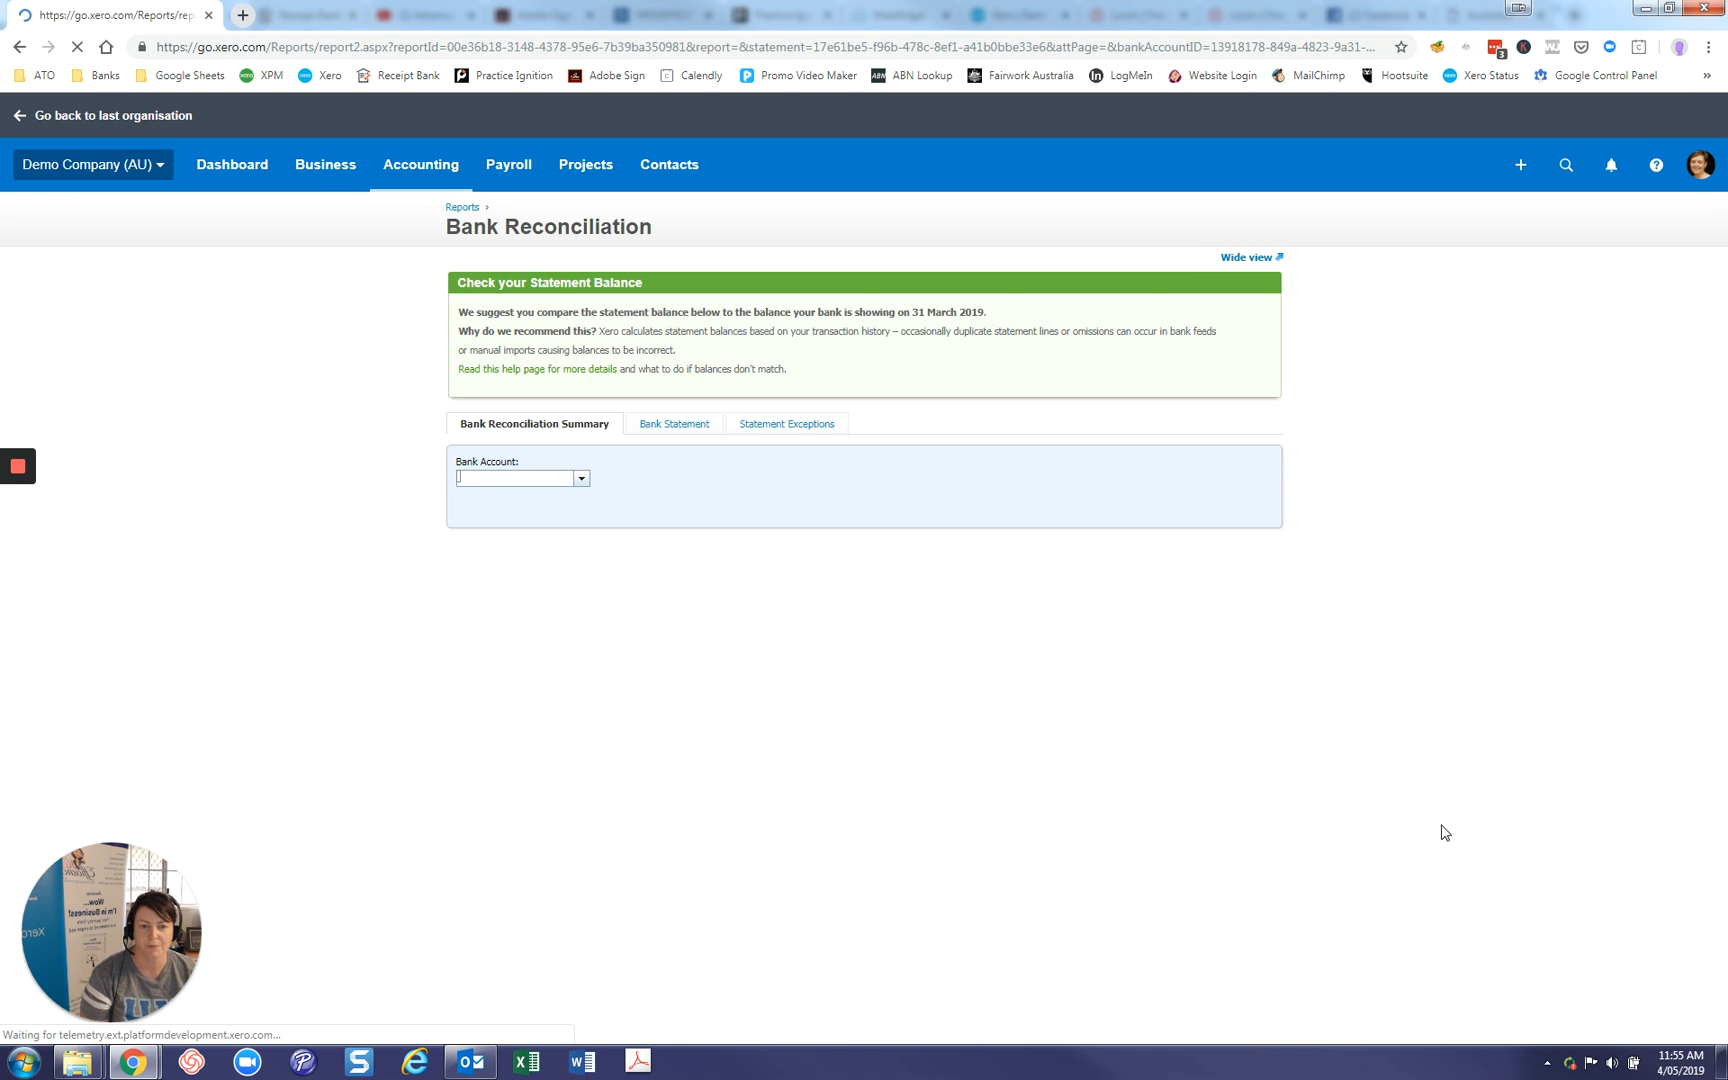 https://go.xero.com/Reports/rep
https://go.xero.com/Reports/report2.aspx?reportId=00e36b18-3148-4378-95e6-7b39ba350981&report=&statement=17e61be5-f96b-478c-8ef1-a41b0bbe33e6&attPage=&bankAccountID=13918178-849a-4823-9a31-...
3
ATO Banks Google Sheets XPM Xero Receipt Bank Practice Ignition Adobe Sign Calendly Promo Video Maker ABN Lookup Fairwork Australia LogMeIn Website Login MailChimp Hootsuite Xero Status Google Control Panel »
Go back to last organisation
Demo Company (AU) Dashboard Business Accounting Payroll Projects Contacts
Reports ›
Bank Reconciliation
Wide view
Check your Statement Balance
We suggest you compare the statement balance below to the balance your bank is showing on 31 March 2019.
Why do we recommend this? Xero calculates statement balances based on your transaction history – occasionally duplicate statement lines or omissions can occur in bank feeds
or manual imports causing balances to be incorrect.
Read this help page for more details and what to do if balances don't match.
Bank Reconciliation Summary Bank Statement Statement Exceptions
Bank Account:
Wow...
I'm in Business!
Xero
Waiting for telemetry.ext.platformdevelopment.xero.com...
11:55 AM
4/05/2019